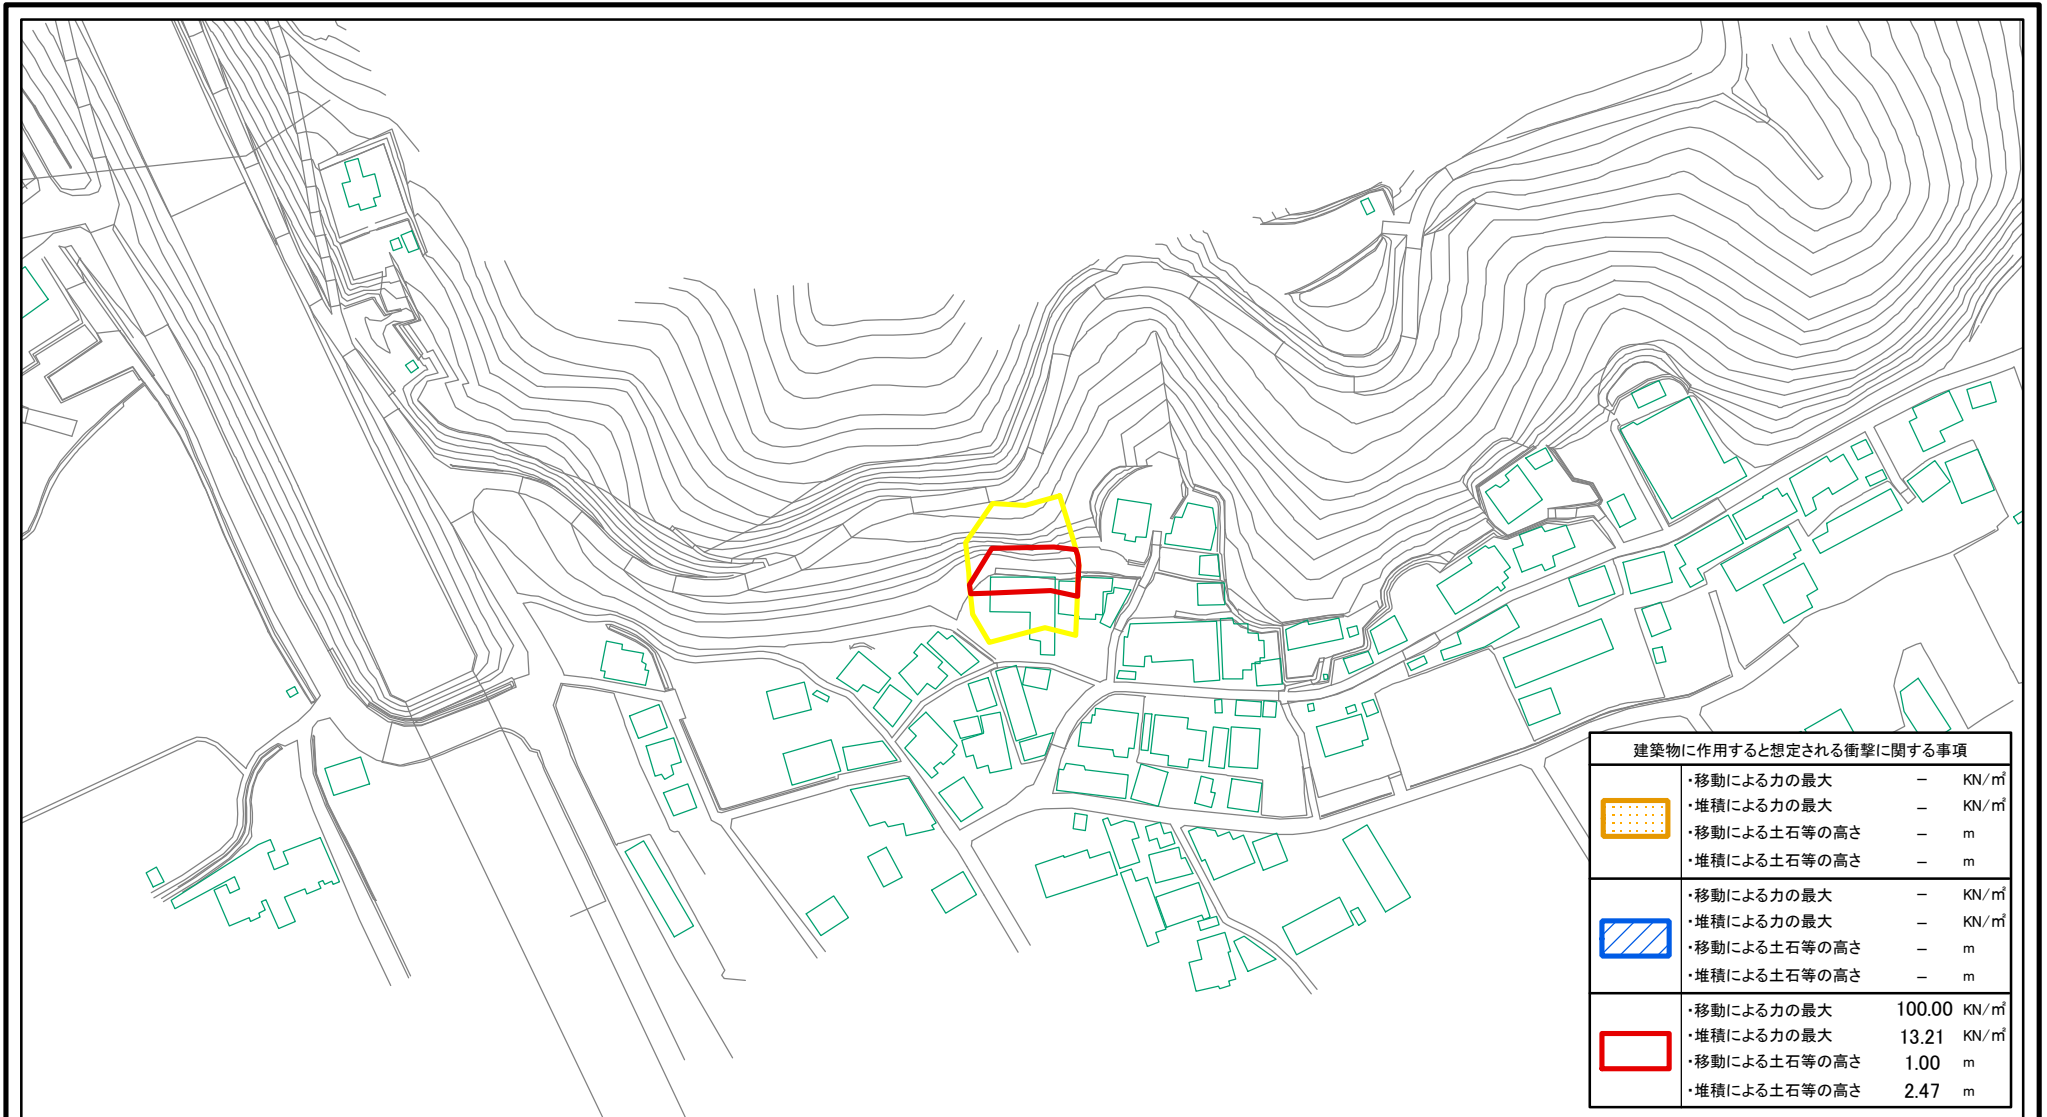 建築物に作用すると想定される衝撃に関する事項
・移動による力の最大 － KN/㎡
・堆積による力の最大 － KN/㎡
・移動による土石等の高さ － m
・堆積による土石等の高さ － m
・移動による力の最大 － KN/㎡
・堆積による力の最大 － KN/㎡
・移動による土石等の高さ － m
・堆積による土石等の高さ － m
・移動による力の最大 100.00 KN/㎡
・堆積による力の最大 13.21 KN/㎡
・移動による土石等の高さ 1.00 m
・堆積による土石等の高さ 2.47 m